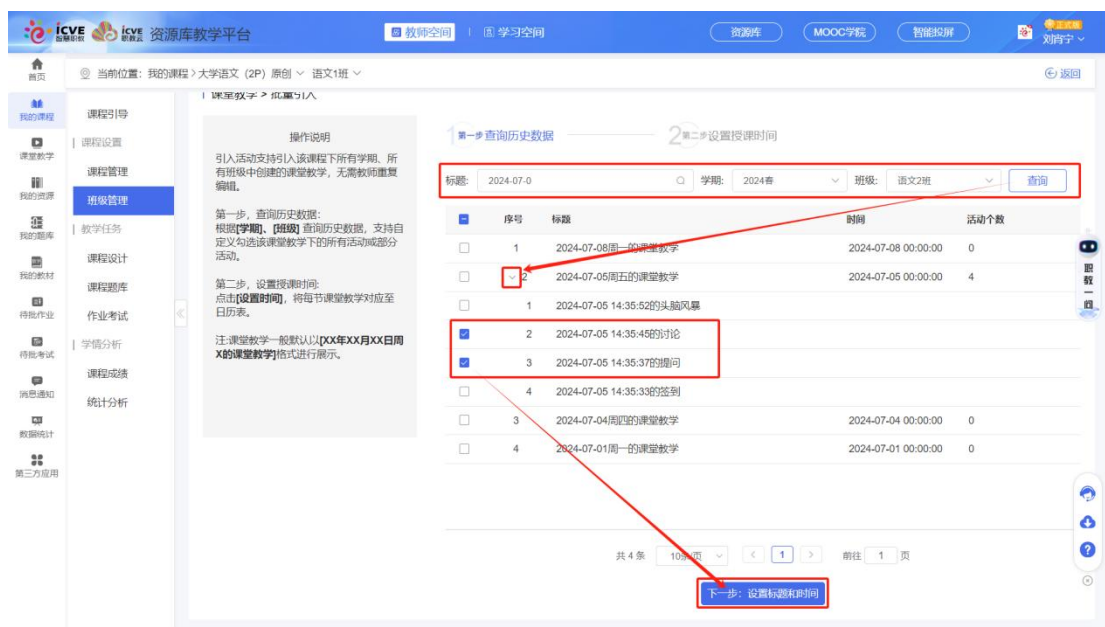 icve 智慧职教 icve 职教云 资源库教学平台
教师空间
学习空间
资源库
MOOC学院
智能投屏
正式版
刘肖宁
首页
当前位置：我的课程 > 大学语文（2P）原创 语文1班
返回
我的课程
课堂教学
我的资源
我的题库
我的教材
待批作业
待批考试
消息通知
数据统计
第三方应用
课程引导
课程设置
课程管理
班级管理
教学任务
课程设计
课程题库
作业考试
学情分析
课程成绩
统计分析
课堂教学 > 批量引入
操作说明
引入活动支持引入该课程下所有学期、所
有班级中创建的课堂教学，无需教师重复
编辑。
第一步，查询历史数据：
根据[学期]、[班级] 查询历史数据，支持自
定义勾选该课堂教学下的所有活动或部分
活动。
第二步，设置授课时间：
点击[设置时间]，将每节课堂教学对应至
日历表。
注:课堂教学一般默认以[XX年XX月XX日周
X的课堂教学]格式进行展示。
1 第一步 查询历史数据
2 第二步 设置授课时间
标题: 2024-07-0 学期: 2024春 班级: 语文2班 查询
序号 标题 时间 活动个数
1 2024-07-08周一的课堂教学 2024-07-08 00:00:00 0
2 2024-07-05周五的课堂教学 2024-07-05 00:00:00 4
1 2024-07-05 14:35:52的头脑风暴
2 2024-07-05 14:35:45的讨论
3 2024-07-05 14:35:37的提问
4 2024-07-05 14:35:33的签到
3 2024-07-04周四的课堂教学 2024-07-04 00:00:00 0
4 2024-07-01周一的课堂教学 2024-07-01 00:00:00 0
共 4 条 10条/页 1 前往 1 页
下一步：设置标题和时间
职教一问